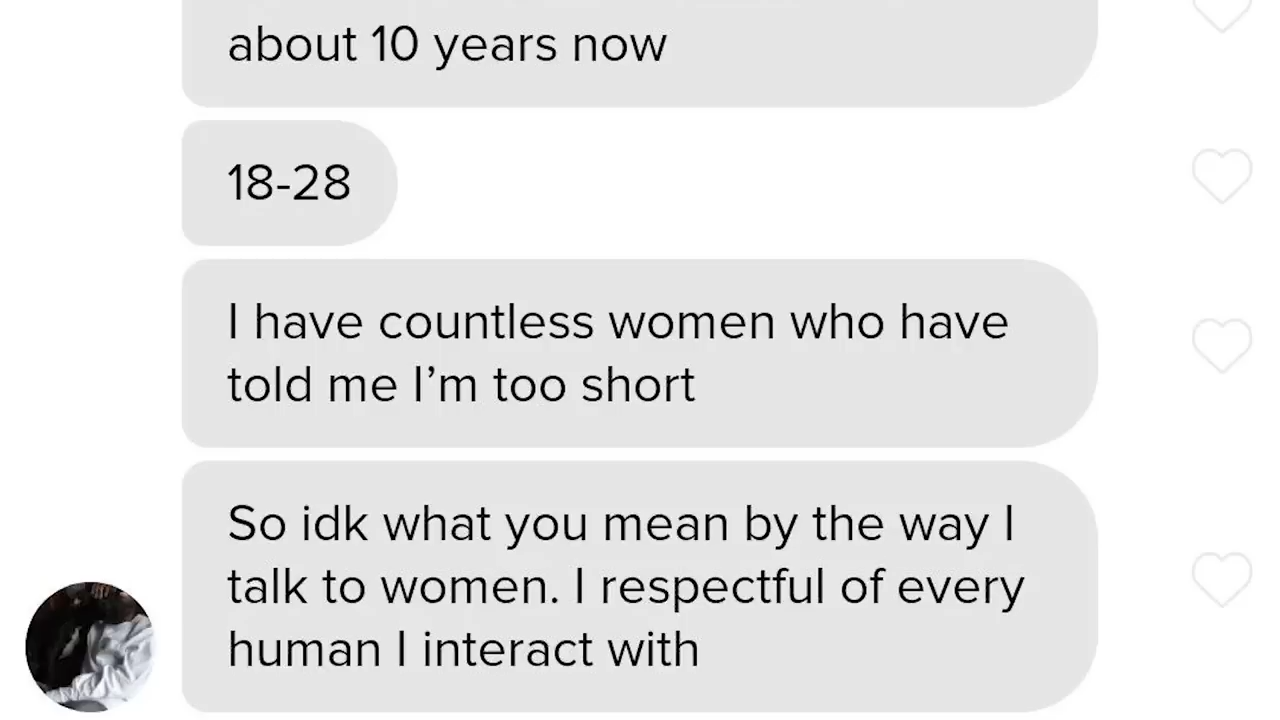 about 10 years now
18-28
I have countless women who have
told me I’m too short
So idk what you mean by the way I
talk to women. I respectful of every
human I interact with